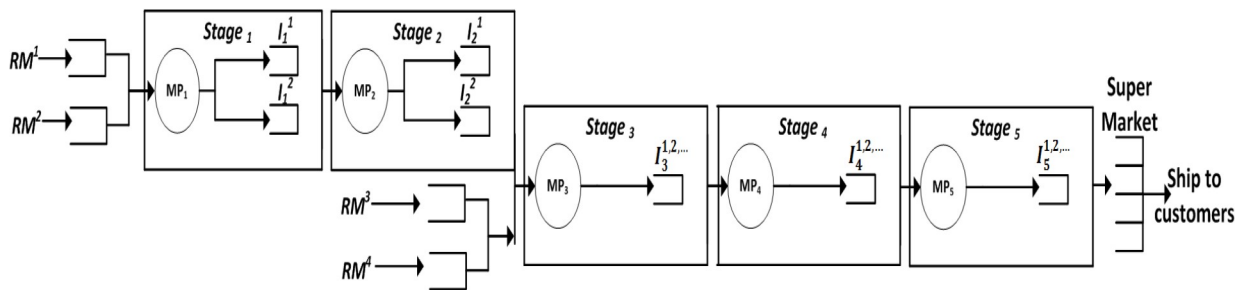 RM¹
RM²
Stage ₁
MP₁
I₁¹
I₁²
Stage ₂
MP₂
I₂¹
I₂²
RM³
RM⁴
Stage ₃
MP₃
I₃^{1,2,...}
Stage ₄
MP₄
I₄^{1,2,...}
Stage ₅
MP₅
I₅^{1,2,...}
Super
Market
Ship to
customers